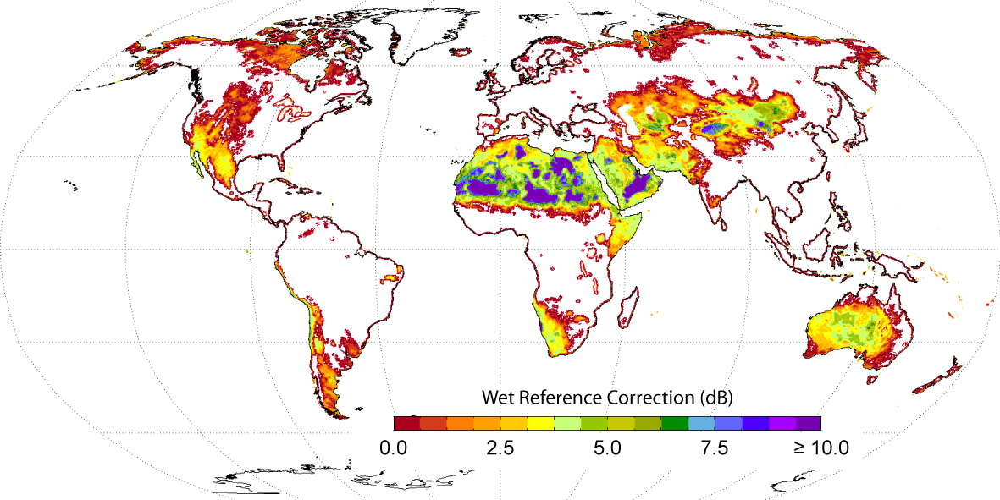 Wet Reference Correction (dB)
0.0 2.5 5.0 7.5 ≥ 10.0